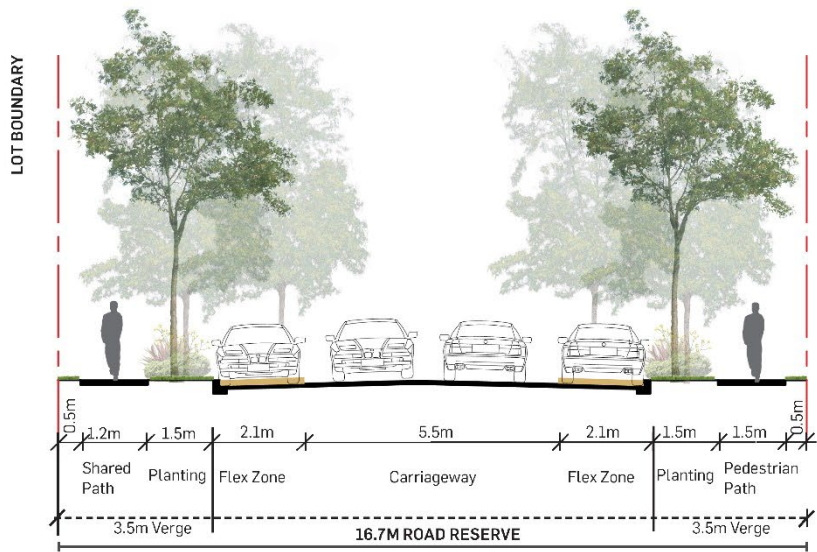 LOT BOUNDARY
0.5m
1.2m
1.5m
2.1m
5.5m
2.1m
1.5m
1.5m
0.5m
Shared
Path
Planting
Flex Zone
Carriageway
Flex Zone
Planting
Pedestrian
Path
3.5m Verge
16.7M ROAD RESERVE
3.5m Verge